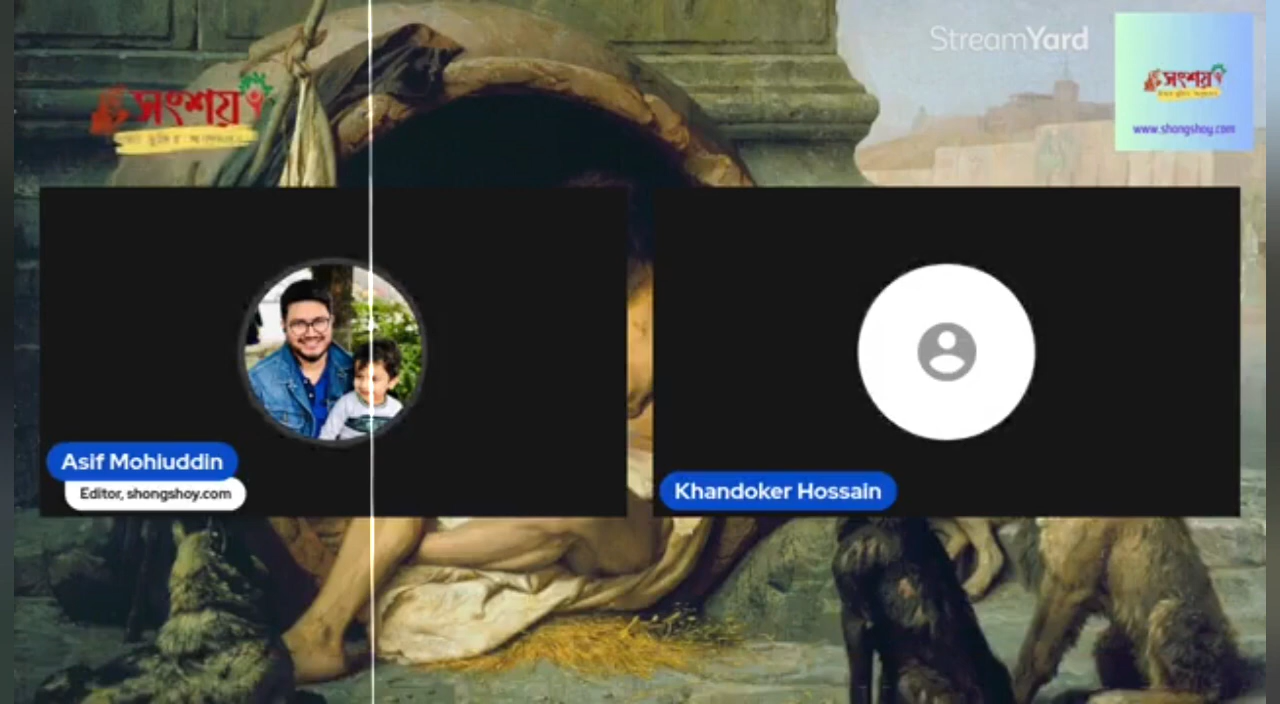 StreamYard
সংশয়
সংশয়
www.shongshoy.com
Asif Mohiuddin
Editor, shongshoy.com
Khandoker Hossain